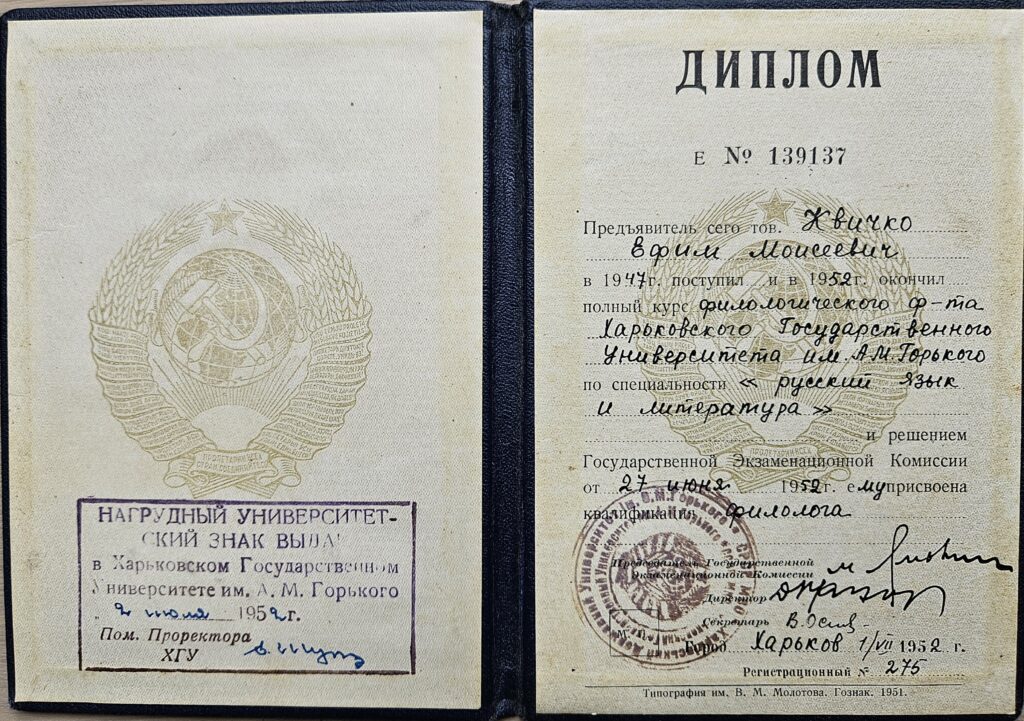 НАГРУДНЫЙ УНИВЕРСИТЕТ-
СКИЙ ЗНАК ВЫДАН
в Харьковском Государственном
Университете им. А. М. Горького
2 июля 1952 г.
Пом. Проректора
ХГУ
ДИПЛОМ
Е № 139137
Предъявитель сего тов. Квичко
Ефим Моисеевич
в 1947 г. поступил и в 1952 г. окончил
полный курс филологического ф-та
Харьковского Государственного
Университета им. А.М. Горького
по специальности « русский язык
и литература »
и решением
Государственной Экзаменационной Комиссии
от 27 июня 1952 г. ему присвоена
квалификация филолога
Председатель Государственной
Экзаменационной Комиссии
Директор
Секретарь
Город Харьков 1/VII 1952 г.
Регистрационный № 275
Типография им. В. М. Молотова. Гознак. 1951.